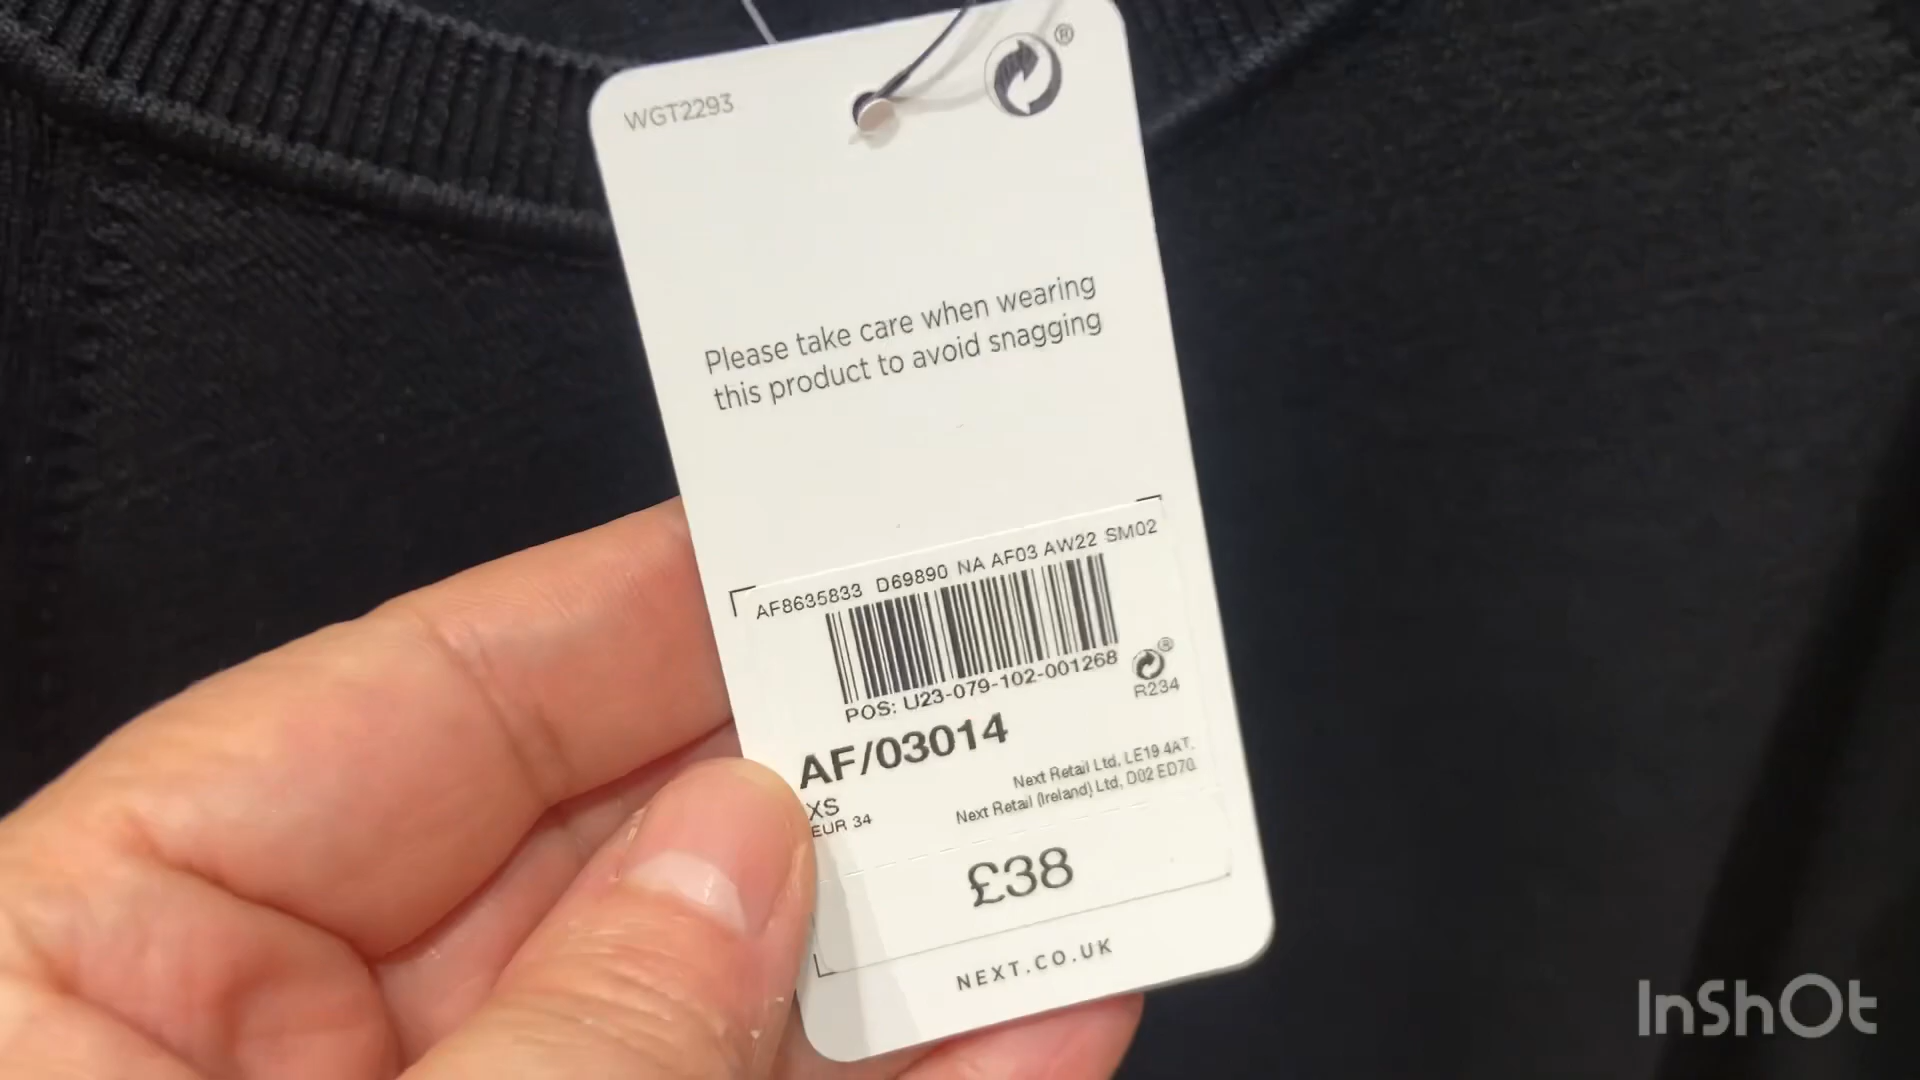 WGT2293
®
Please take care when wearing
this product to avoid snagging
AF8635833 D69890 NA AF03 AW22 SM02
POS: U23-079-102-001268
®
R234
AF/03014
XS
EUR 34
Next Retail Ltd, LE19 4AT.
Next Retail (Ireland) Ltd, D02 ED70.
£38
NEXT.CO.UK
InShOt